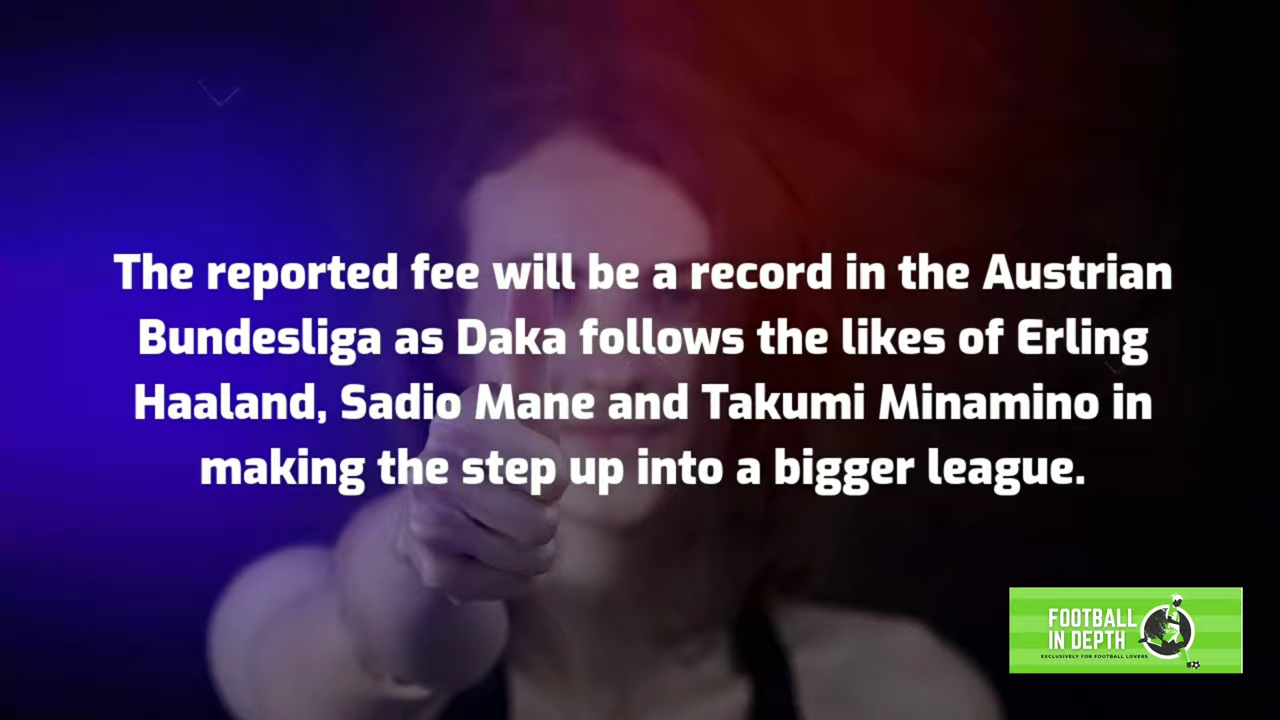 The reported fee will be a record in the Austrian
Bundesliga as Daka follows the likes of Erling
Haaland, Sadio Mane and Takumi Minamino in
making the step up into a bigger league.
FOOTBALL
IN DEPTH
EXCLUSIVELY FOR FOOTBALL LOVERS